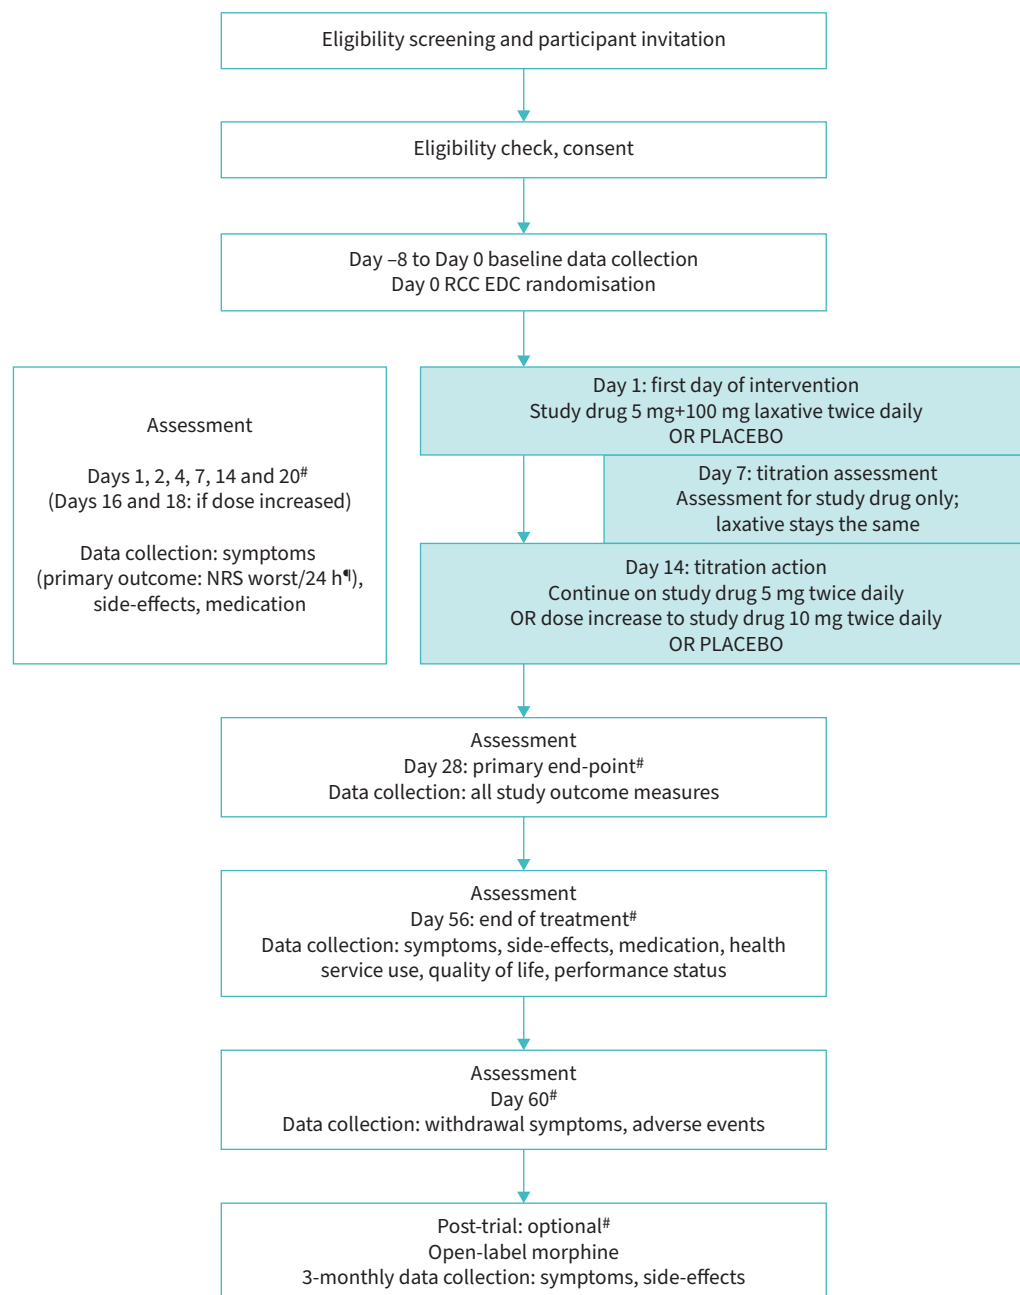 Eligibility screening and participant invitation
Eligibility check, consent
Day –8 to Day 0 baseline data collection
Day 0 RCC EDC randomisation
Assessment
Days 1, 2, 4, 7, 14 and 20#
(Days 16 and 18: if dose increased)
Data collection: symptoms
(primary outcome: NRS worst/24 h¶),
side-effects, medication
Day 1: first day of intervention
Study drug 5 mg+100 mg laxative twice daily
OR PLACEBO
Day 7: titration assessment
Assessment for study drug only;
laxative stays the same
Day 14: titration action
Continue on study drug 5 mg twice daily
OR dose increase to study drug 10 mg twice daily
OR PLACEBO
Assessment
Day 28: primary end-point#
Data collection: all study outcome measures
Assessment
Day 56: end of treatment#
Data collection: symptoms, side-effects, medication, health
service use, quality of life, performance status
Assessment
Day 60#
Data collection: withdrawal symptoms, adverse events
Post-trial: optional#
Open-label morphine
3-monthly data collection: symptoms, side-effects